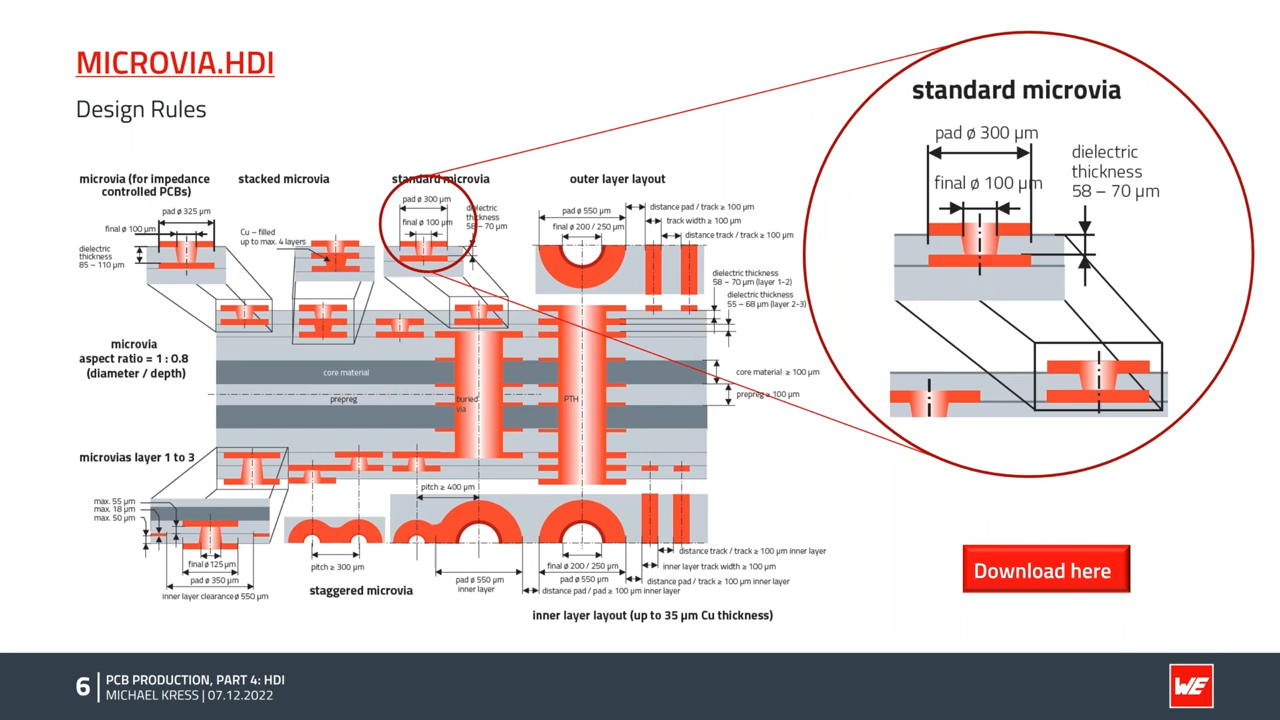 MICROVIA.HDI
Design Rules
microvia (for impedance
controlled PCBs)
pad ø 325 µm
final ø 100 µm
dielectric
thickness
85 – 110 µm
stacked microvia
Cu – filled
up to max. 4 layers
standard microvia
pad ø 300 µm
final ø 100 µm
dielectric
thickness
58 – 70 µm
outer layer layout
pad ø 550 µm
final ø 200 / 250 µm
distance pad / track ≥ 100 µm
track width ≥ 100 µm
distance track / track ≥ 100 µm
dielectric thickness
58 – 70 µm (layer 1-2)
dielectric thickness
55 – 68 µm (layer 2-3)
microvia
aspect ratio = 1 : 0.8
(diameter / depth)
core material
prepreg
buried
via
PTH
core material ≥ 100 µm
prepreg ≥ 100 µm
microvias layer 1 to 3
max. 55 µm
max. 18 µm
max. 50 µm
final ø 125 µm
pad ø 350 µm
inner layer clearance ø 550 µm
pitch ≥ 400 µm
pitch ≥ 300 µm
staggered microvia
pad ø 550 µm
inner layer
final ø 200 / 250 µm
pad ø 550 µm
distance track / track ≥ 100 µm inner layer
inner layer track width ≥ 100 µm
distance pad / track ≥ 100 µm inner layer
distance pad / pad ≥ 100 µm inner layer
inner layer layout (up to 35 µm Cu thickness)
standard microvia
pad ø 300 µm
final ø 100 µm
dielectric
thickness
58 – 70 µm
Download here
6
PCB PRODUCTION, PART 4: HDI
MICHAEL KRESS | 07.12.2022
WE